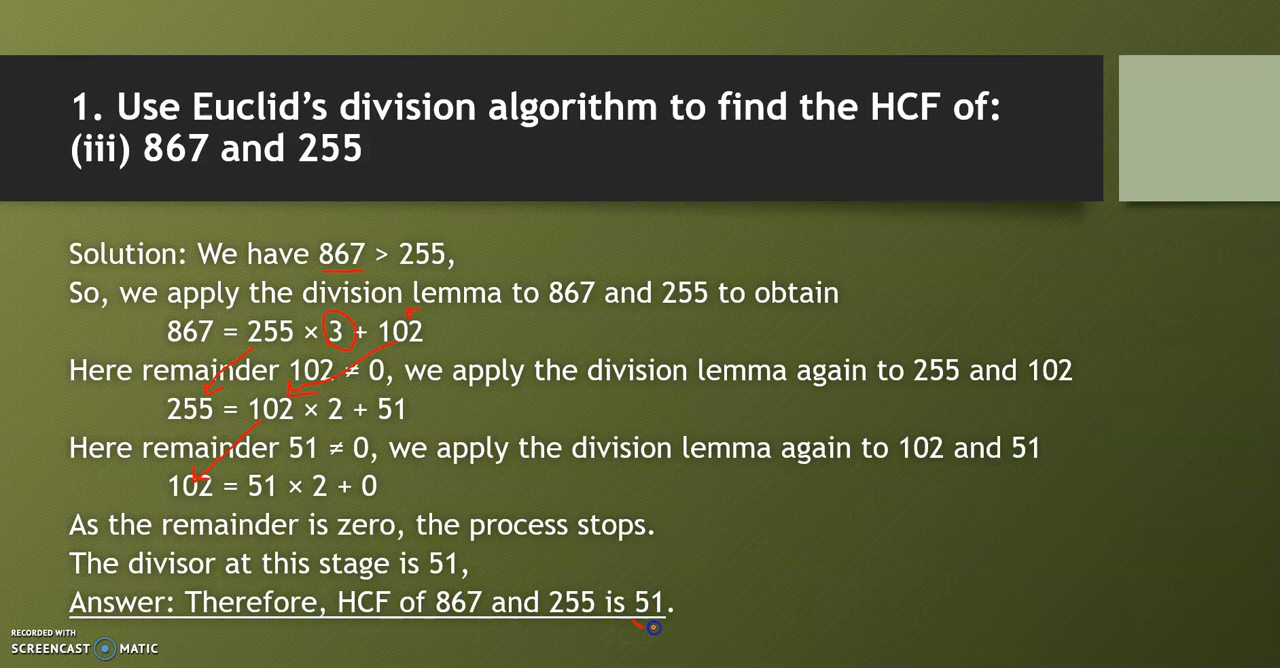 1. Use Euclid’s division algorithm to find the HCF of:
(iii) 867 and 255
Solution: We have 867 > 255,
So, we apply the division lemma to 867 and 255 to obtain
867 = 255 × 3 + 102
Here remainder 102 ≠ 0, we apply the division lemma again to 255 and 102
255 = 102 × 2 + 51
Here remainder 51 ≠ 0, we apply the division lemma again to 102 and 51
102 = 51 × 2 + 0
As the remainder is zero, the process stops.
The divisor at this stage is 51,
Answer: Therefore, HCF of 867 and 255 is 51.
RECORDED WITH
SCREENCAST MATIC